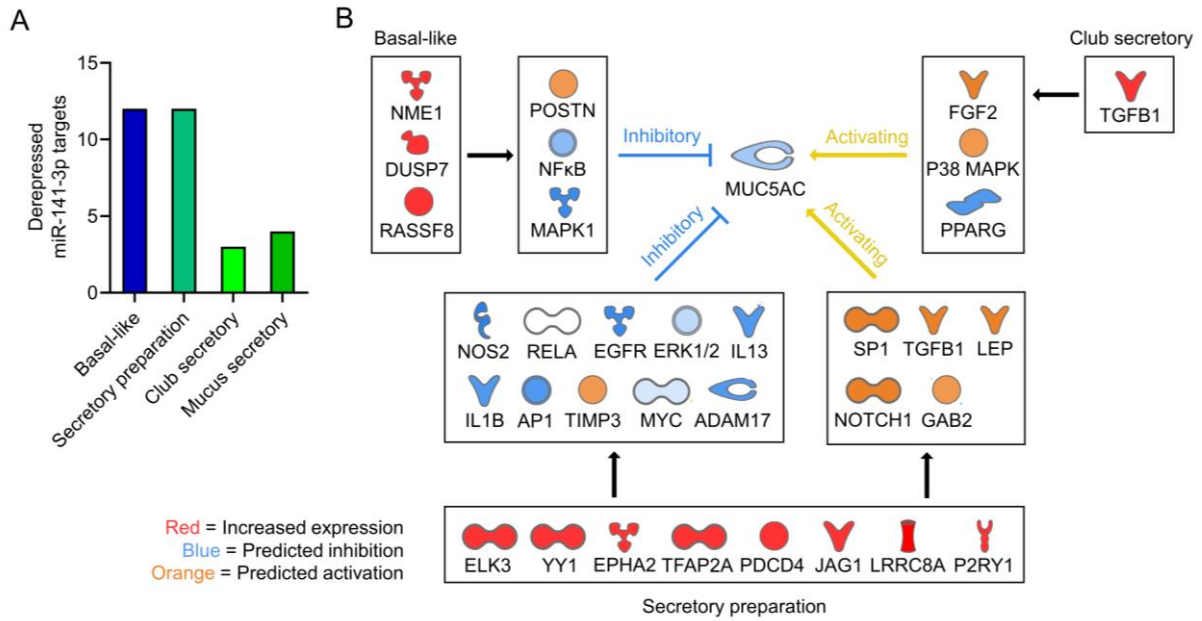 A
Derepressed
miR-141-3p targets
15
10
5
0
Basal-like
Secretory preparation
Club secretory
Mucus secretory
B
Basal-like
Club secretory
NME1
DUSP7
RASSF8
POSTN
NFκB
MAPK1
Inhibitory
MUC5AC
Activating
FGF2
P38 MAPK
PPARG
TGFB1
Inhibitory
Activating
NOS2 RELA EGFR ERK1/2 IL13
IL1B AP1 TIMP3 MYC ADAM17
SP1 TGFB1 LEP
NOTCH1 GAB2
Red = Increased expression
Blue = Predicted inhibition
Orange = Predicted activation
ELK3 YY1 EPHA2 TFAP2A PDCD4 JAG1 LRRC8A P2RY1
Secretory preparation